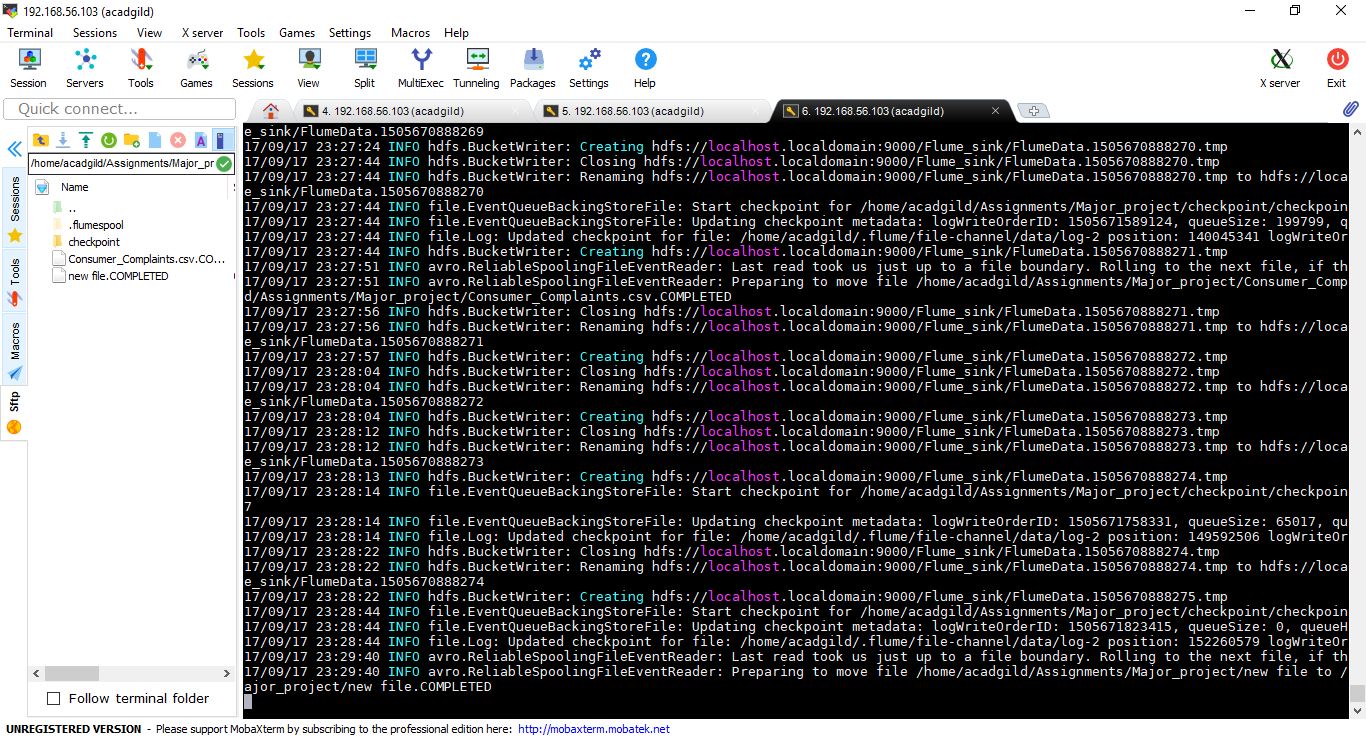 192.168.56.103 (acadgild)
Terminal Sessions View X server Tools Games Settings Macros Help
Session Servers Tools Games Sessions View Split MultiExec Tunneling Packages Settings Help X server Exit
Quick connect...
4. 192.168.56.103 (acadgild)
5. 192.168.56.103 (acadgild)
6. 192.168.56.103 (acadgild)
/home/acadgild/Assignments/Major_pr
Sessions
Tools
Macros
Sftp
Name
..
.flumespool
checkpoint
Consumer_Complaints.csv.CO...
new file.COMPLETED
Follow terminal folder
e_sink/FlumeData.1505670888269
17/09/17 23:27:24 INFO hdfs.BucketWriter: Creating hdfs://localhost.localdomain:9000/Flume_sink/FlumeData.1505670888270.tmp
17/09/17 23:27:44 INFO hdfs.BucketWriter: Closing hdfs://localhost.localdomain:9000/Flume_sink/FlumeData.1505670888270.tmp
17/09/17 23:27:44 INFO hdfs.BucketWriter: Renaming hdfs://localhost.localdomain:9000/Flume_sink/FlumeData.1505670888270.tmp to hdfs://loca
e_sink/FlumeData.1505670888270
17/09/17 23:27:44 INFO file.EventQueueBackingStoreFile: Start checkpoint for /home/acadgild/Assignments/Major_project/checkpoint/checkpoin
17/09/17 23:27:44 INFO file.EventQueueBackingStoreFile: Updating checkpoint metadata: logWriteOrderID: 1505671589124, queueSize: 199799, q
17/09/17 23:27:44 INFO file.Log: Updated checkpoint for file: /home/acadgild/.flume/file-channel/data/log-2 position: 140045341 logWriteOr
17/09/17 23:27:44 INFO hdfs.BucketWriter: Creating hdfs://localhost.localdomain:9000/Flume_sink/FlumeData.1505670888271.tmp
17/09/17 23:27:51 INFO avro.ReliableSpoolingFileEventReader: Last read took us just up to a file boundary. Rolling to the next file, if th
17/09/17 23:27:51 INFO avro.ReliableSpoolingFileEventReader: Preparing to move file /home/acadgild/Assignments/Major_project/Consumer_Comp
d/Assignments/Major_project/Consumer_Complaints.csv.COMPLETED
17/09/17 23:27:56 INFO hdfs.BucketWriter: Closing hdfs://localhost.localdomain:9000/Flume_sink/FlumeData.1505670888271.tmp
17/09/17 23:27:56 INFO hdfs.BucketWriter: Renaming hdfs://localhost.localdomain:9000/Flume_sink/FlumeData.1505670888271.tmp to hdfs://loca
e_sink/FlumeData.1505670888271
17/09/17 23:27:57 INFO hdfs.BucketWriter: Creating hdfs://localhost.localdomain:9000/Flume_sink/FlumeData.1505670888272.tmp
17/09/17 23:28:04 INFO hdfs.BucketWriter: Closing hdfs://localhost.localdomain:9000/Flume_sink/FlumeData.1505670888272.tmp
17/09/17 23:28:04 INFO hdfs.BucketWriter: Renaming hdfs://localhost.localdomain:9000/Flume_sink/FlumeData.1505670888272.tmp to hdfs://loca
e_sink/FlumeData.1505670888272
17/09/17 23:28:04 INFO hdfs.BucketWriter: Creating hdfs://localhost.localdomain:9000/Flume_sink/FlumeData.1505670888273.tmp
17/09/17 23:28:12 INFO hdfs.BucketWriter: Closing hdfs://localhost.localdomain:9000/Flume_sink/FlumeData.1505670888273.tmp
17/09/17 23:28:12 INFO hdfs.BucketWriter: Renaming hdfs://localhost.localdomain:9000/Flume_sink/FlumeData.1505670888273.tmp to hdfs://loca
e_sink/FlumeData.1505670888273
17/09/17 23:28:13 INFO hdfs.BucketWriter: Creating hdfs://localhost.localdomain:9000/Flume_sink/FlumeData.1505670888274.tmp
17/09/17 23:28:14 INFO file.EventQueueBackingStoreFile: Start checkpoint for /home/acadgild/Assignments/Major_project/checkpoint/checkpoin
7
17/09/17 23:28:14 INFO file.EventQueueBackingStoreFile: Updating checkpoint metadata: logWriteOrderID: 1505671758331, queueSize: 65017, qu
17/09/17 23:28:14 INFO file.Log: Updated checkpoint for file: /home/acadgild/.flume/file-channel/data/log-2 position: 149592506 logWriteOr
17/09/17 23:28:22 INFO hdfs.BucketWriter: Closing hdfs://localhost.localdomain:9000/Flume_sink/FlumeData.1505670888274.tmp
17/09/17 23:28:22 INFO hdfs.BucketWriter: Renaming hdfs://localhost.localdomain:9000/Flume_sink/FlumeData.1505670888274.tmp to hdfs://loca
e_sink/FlumeData.1505670888274
17/09/17 23:28:22 INFO hdfs.BucketWriter: Creating hdfs://localhost.localdomain:9000/Flume_sink/FlumeData.1505670888275.tmp
17/09/17 23:28:44 INFO file.EventQueueBackingStoreFile: Start checkpoint for /home/acadgild/Assignments/Major_project/checkpoint/checkpoin
17/09/17 23:28:44 INFO file.EventQueueBackingStoreFile: Updating checkpoint metadata: logWriteOrderID: 1505671823415, queueSize: 0, queueH
17/09/17 23:28:44 INFO file.Log: Updated checkpoint for file: /home/acadgild/.flume/file-channel/data/log-2 position: 152260579 logWriteOr
17/09/17 23:29:40 INFO avro.ReliableSpoolingFileEventReader: Last read took us just up to a file boundary. Rolling to the next file, if th
17/09/17 23:29:40 INFO avro.ReliableSpoolingFileEventReader: Preparing to move file /home/acadgild/Assignments/Major_project/new file to /
ajor_project/new file.COMPLETED
UNREGISTERED VERSION - Please support MobaXterm by subscribing to the professional edition here: http://mobaxterm.mobatek.net